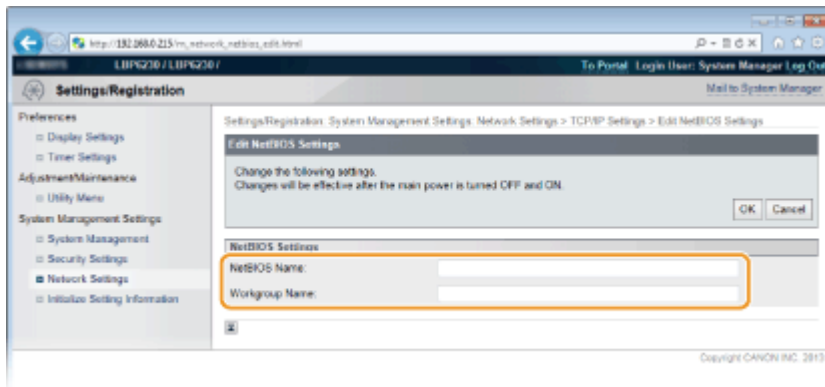 http://192.168.0.215/m_network_netbios_edit.html
LBP6230 / LBP6230 /
To Portal Login User: System Manager Log Out
Settings/Registration
Mail to System Manager
Preferences
Display Settings
Timer Settings
Adjustment/Maintenance
Utility Menu
System Management Settings
System Management
Security Settings
Network Settings
Initialize Setting Information
Settings/Registration: System Management Settings: Network Settings > TCP/IP Settings > Edit NetBIOS Settings
Edit NetBIOS Settings
Change the following settings.
Changes will be effective after the main power is turned OFF and ON.
OK Cancel
NetBIOS Settings
NetBIOS Name:
Workgroup Name:
Copyright CANON INC. 2013